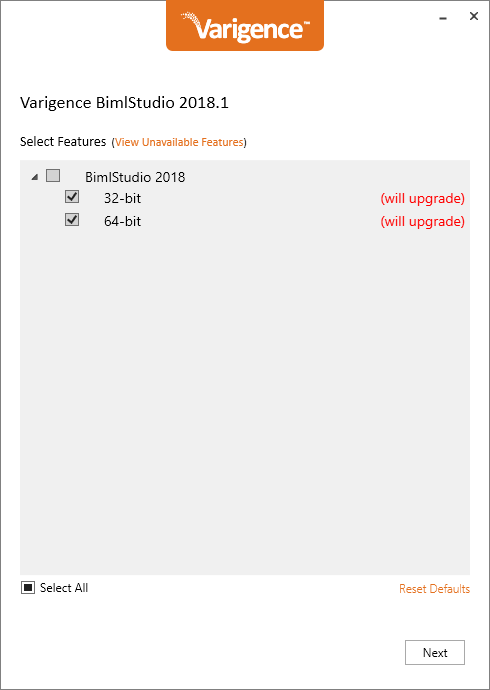 Varigence™
Varigence BimlStudio 2018.1
Select Features (View Unavailable Features)
BimlStudio 2018
32-bit (will upgrade)
64-bit (will upgrade)
Select All Reset Defaults
Next